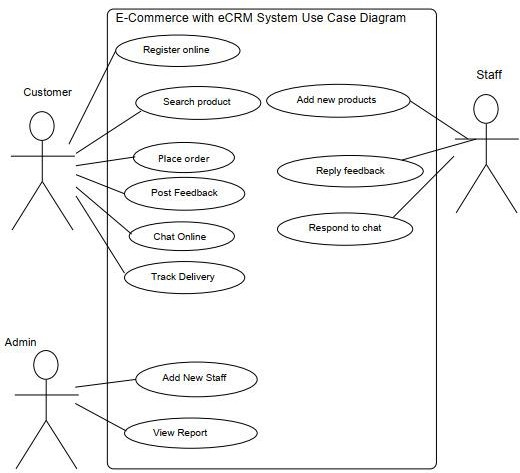 E-Commerce with eCRM System Use Case Diagram
Register online
Customer
Search product
Add new products
Staff
Place order
Reply feedback
Post Feedback
Respond to chat
Chat Online
Track Delivery
Admin
Add New Staff
View Report